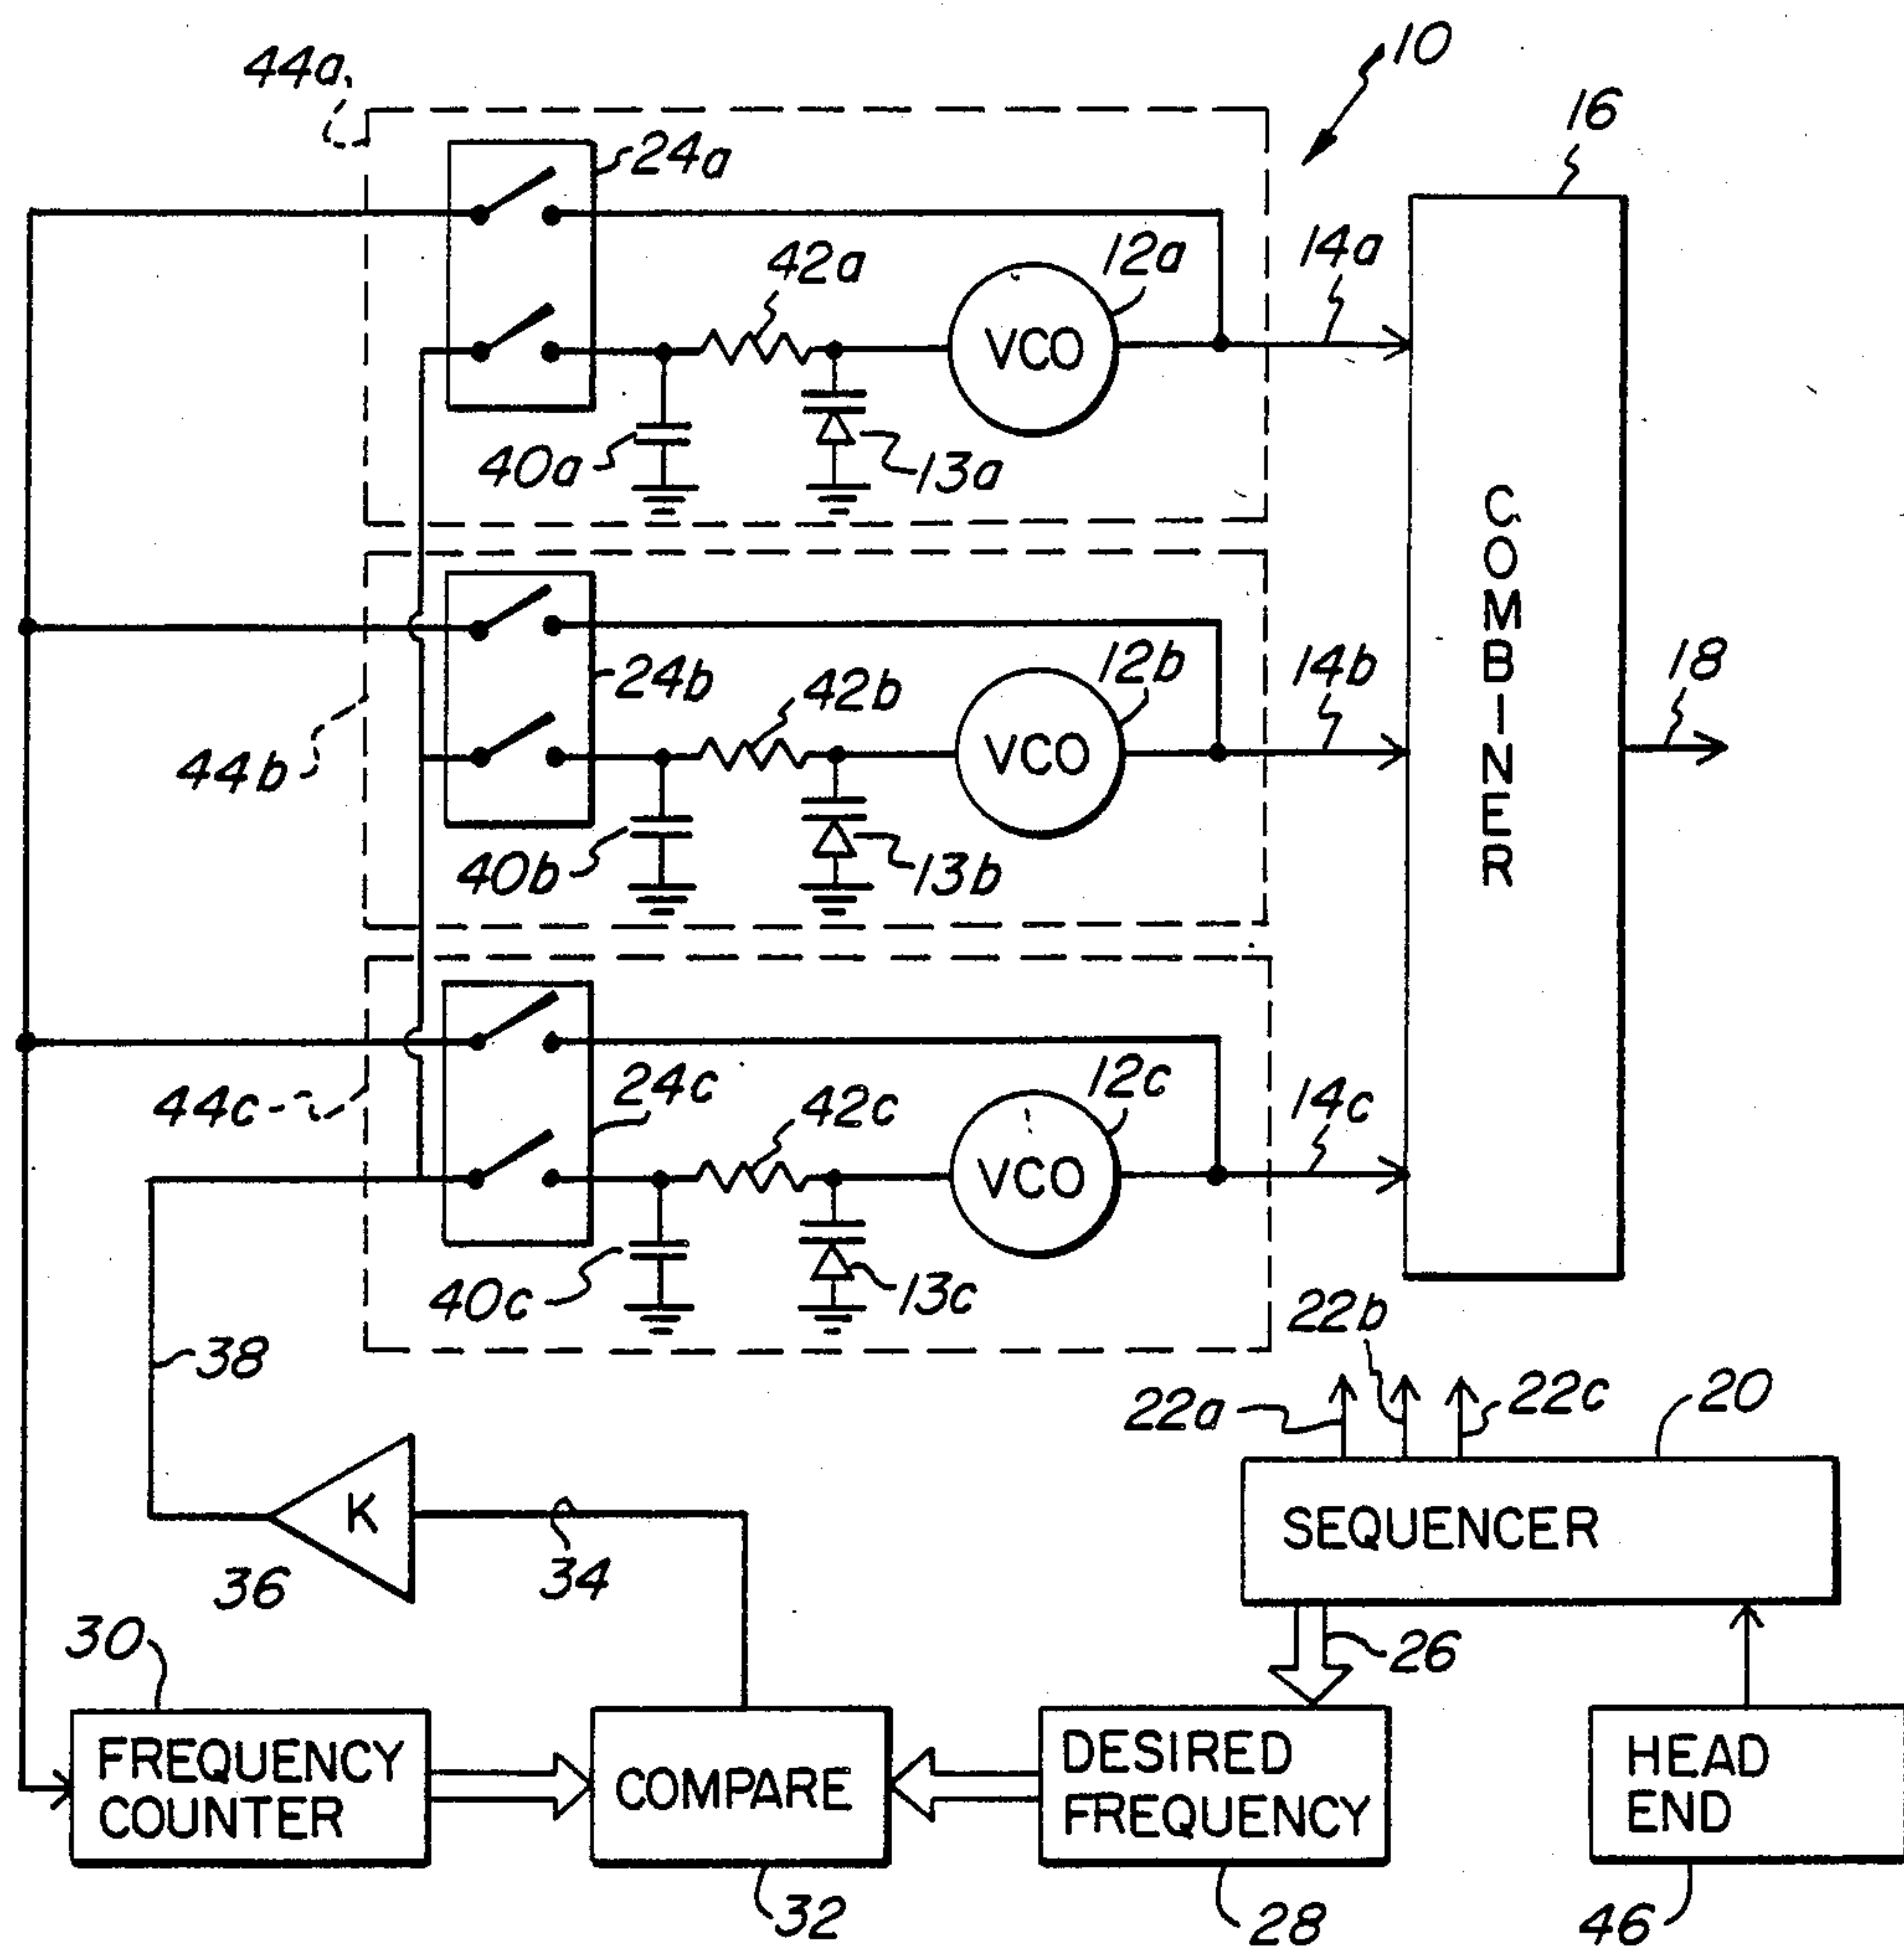 10
44a
16
24a
42a
12a
14a
VCO
40a
13a
COMBINER
24b
42b
12b
14b
18
44b
VCO
40b
13b
24c
42c
12c
14c
44c
VCO
40c
13c
22b
38
22a
22c
20
K
SEQUENCER
36
34
30
26
FREQUENCY
COUNTER
COMPARE
DESIRED
FREQUENCY
HEAD
END
32
28
46